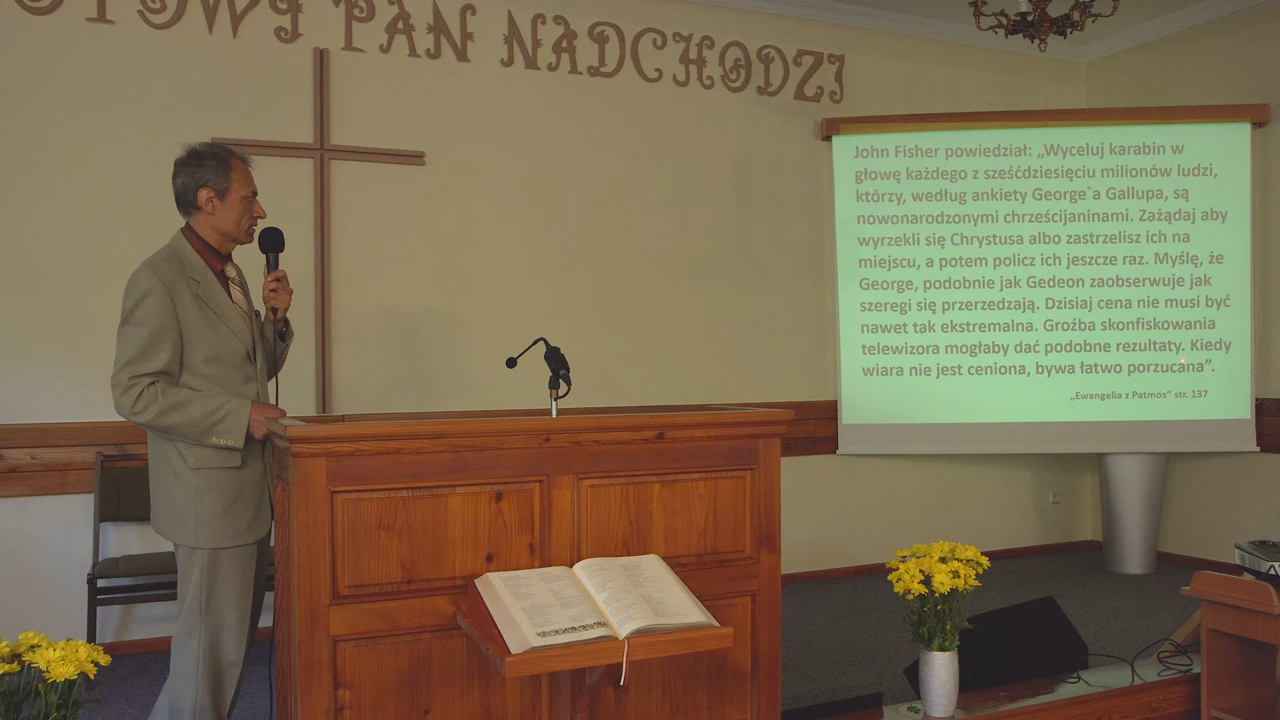 OTOWI PAN NADCHODZI
John Fisher powiedział: „Wyceluj karabin w
głowę każdego z sześćdziesięciu milionów ludzi,
którzy, według ankiety George`a Gallupa, są
nowonarodzonymi chrześcijaninami. Zażądaj aby
wyrzekli się Chrystusa albo zastrzelisz ich na
miejscu, a potem policz ich jeszcze raz. Myślę, że
George, podobnie jak Gedeon zaobserwuje jak
szeregi się przerzedzają. Dzisiaj cena nie musi być
nawet tak ekstremalna. Groźba skonfiskowania
telewizora mogłaby dać podobne rezultaty. Kiedy
wiara nie jest ceniona, bywa łatwo porzucana”.
„Ewangelia z Patmos” str. 137